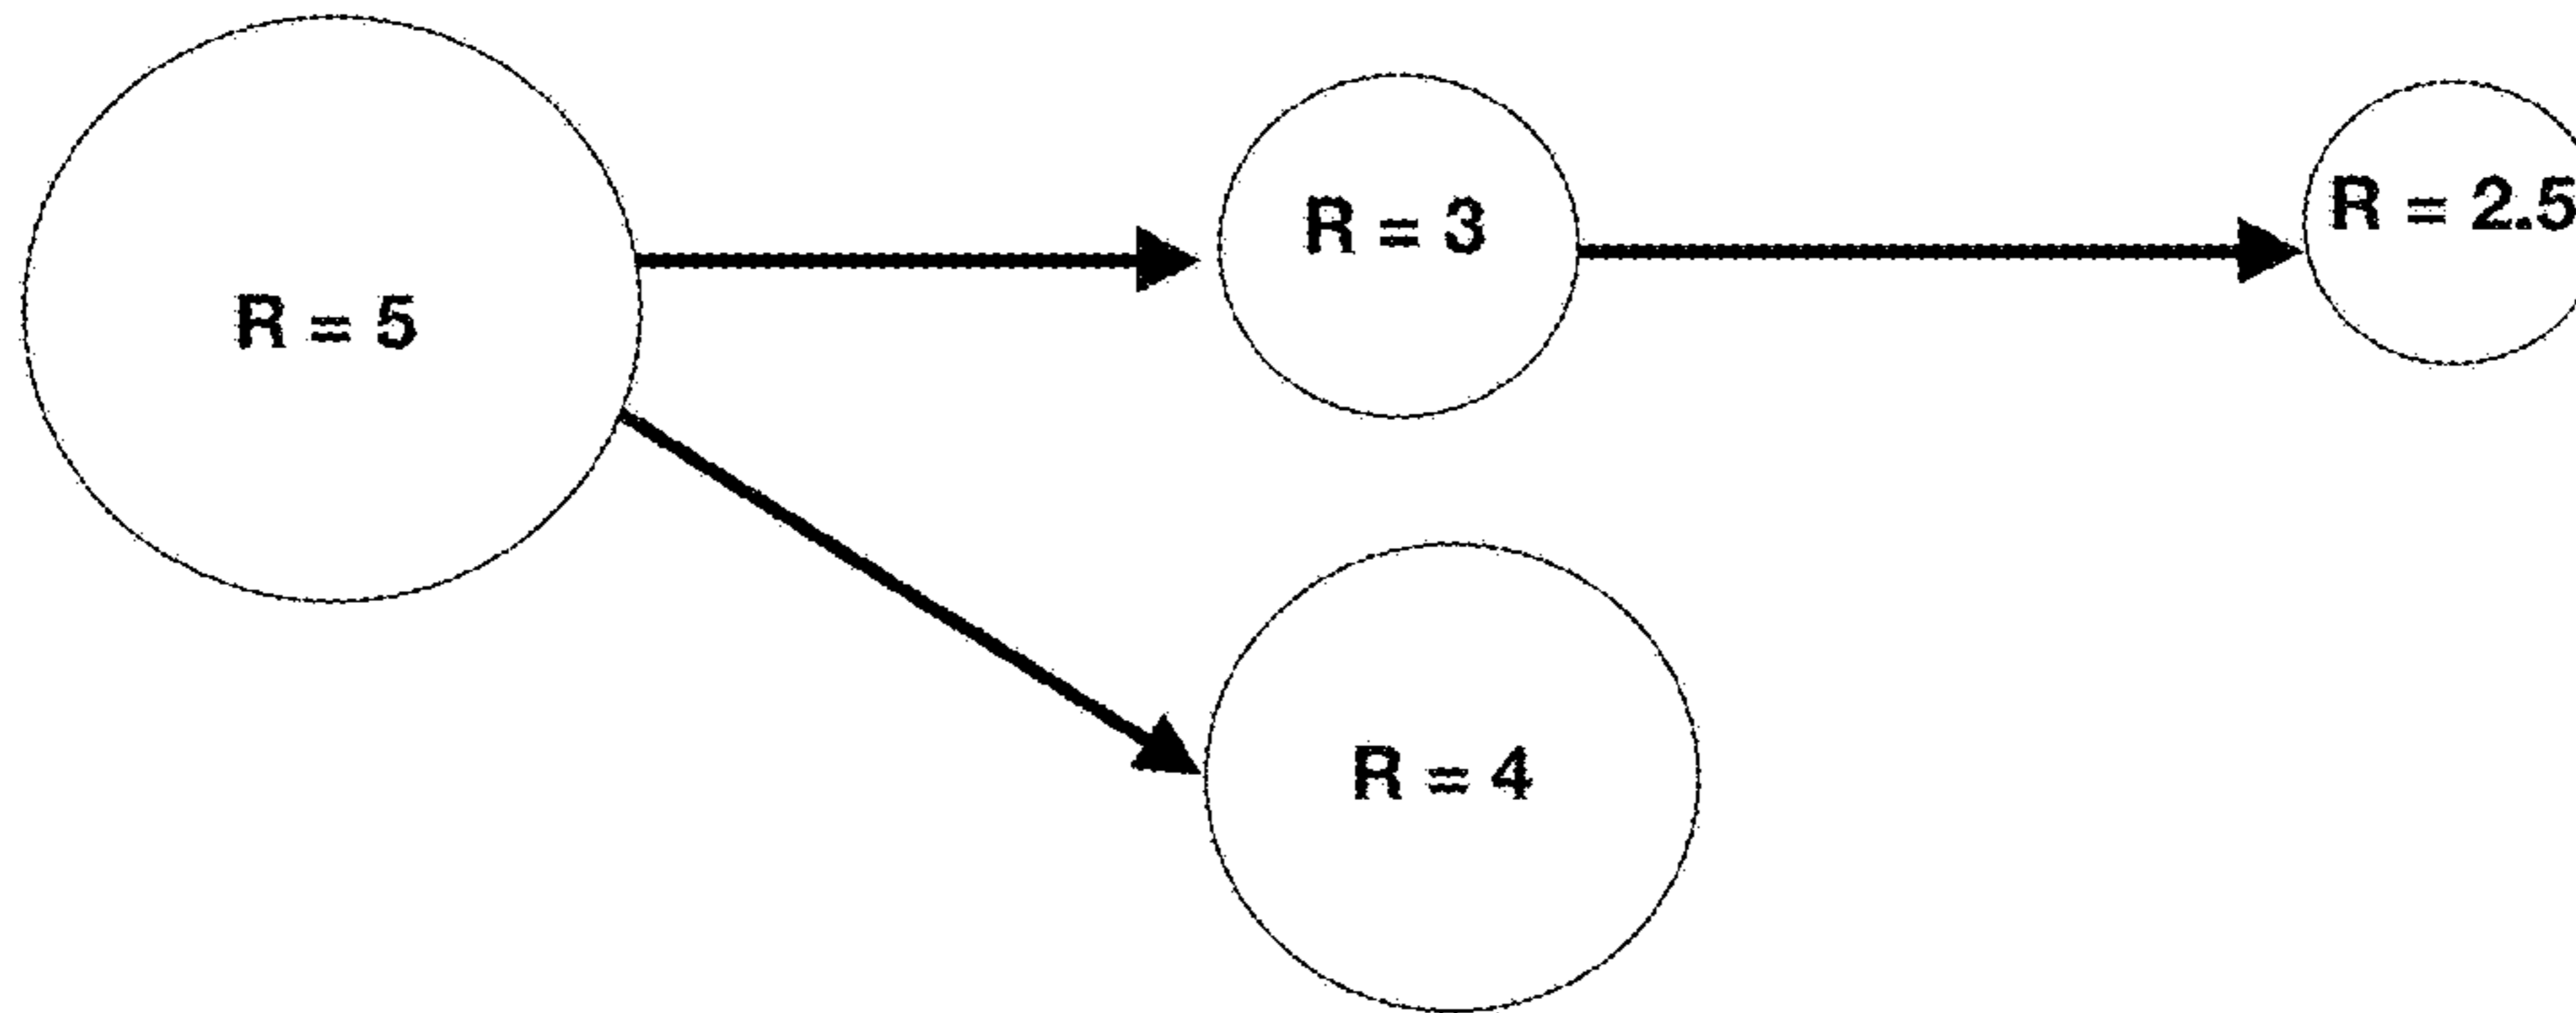 R = 5
R = 3
R = 2.5
R = 4